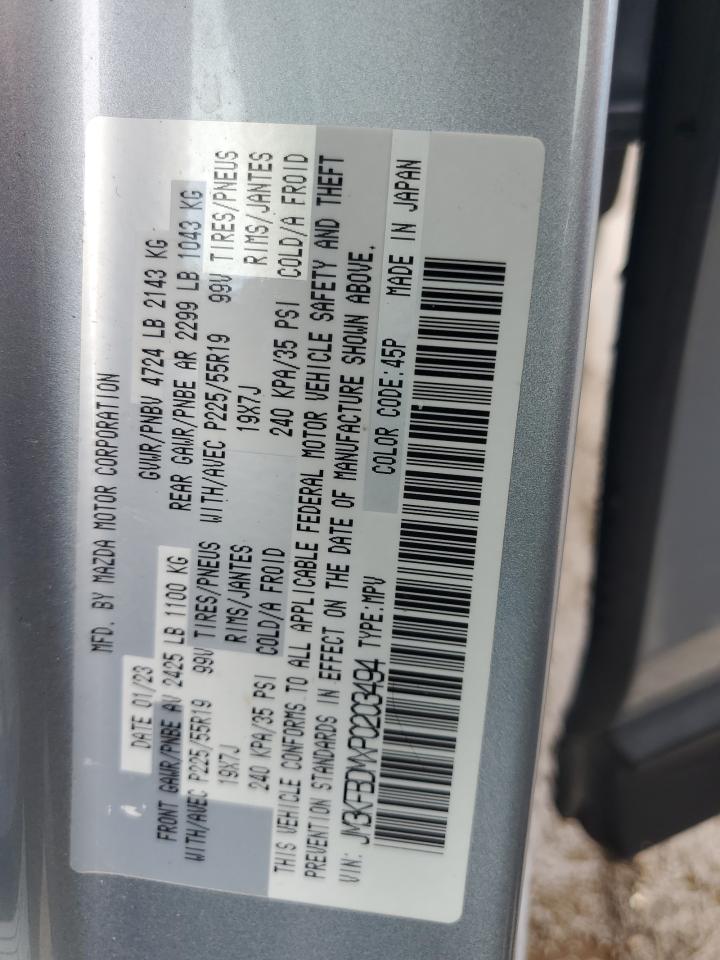 MFD. BY MAZDA MOTOR CORPORATION
DATE 01/23 GVWR/PNBV 4724 LB 2143 KG
FRONT GAWR/PNBE AV 2425 LB 1100 KG REAR GAWR/PNBE AR 2299 LB 1043 KG
WITH/AVEC P225/55R19 99V TIRES/PNEUS WITH/AVEC P225/55R19 99V TIRES/PNEUS
19X7J RIMS/JANTES 19X7J RIMS/JANTES
240 KPA/35 PSI COLD/A FROID 240 KPA/35 PSI COLD/A FROID
THIS VEHICLE CONFORMS TO ALL APPLICABLE FEDERAL MOTOR VEHICLE SAFETY AND THEFT
PREVENTION STANDARDS IN EFFECT ON THE DATE OF MANUFACTURE SHOWN ABOVE.
VIN: JM3KFBDMXP0203494 TYPE:MPV COLOR CODE:45P MADE IN JAPAN